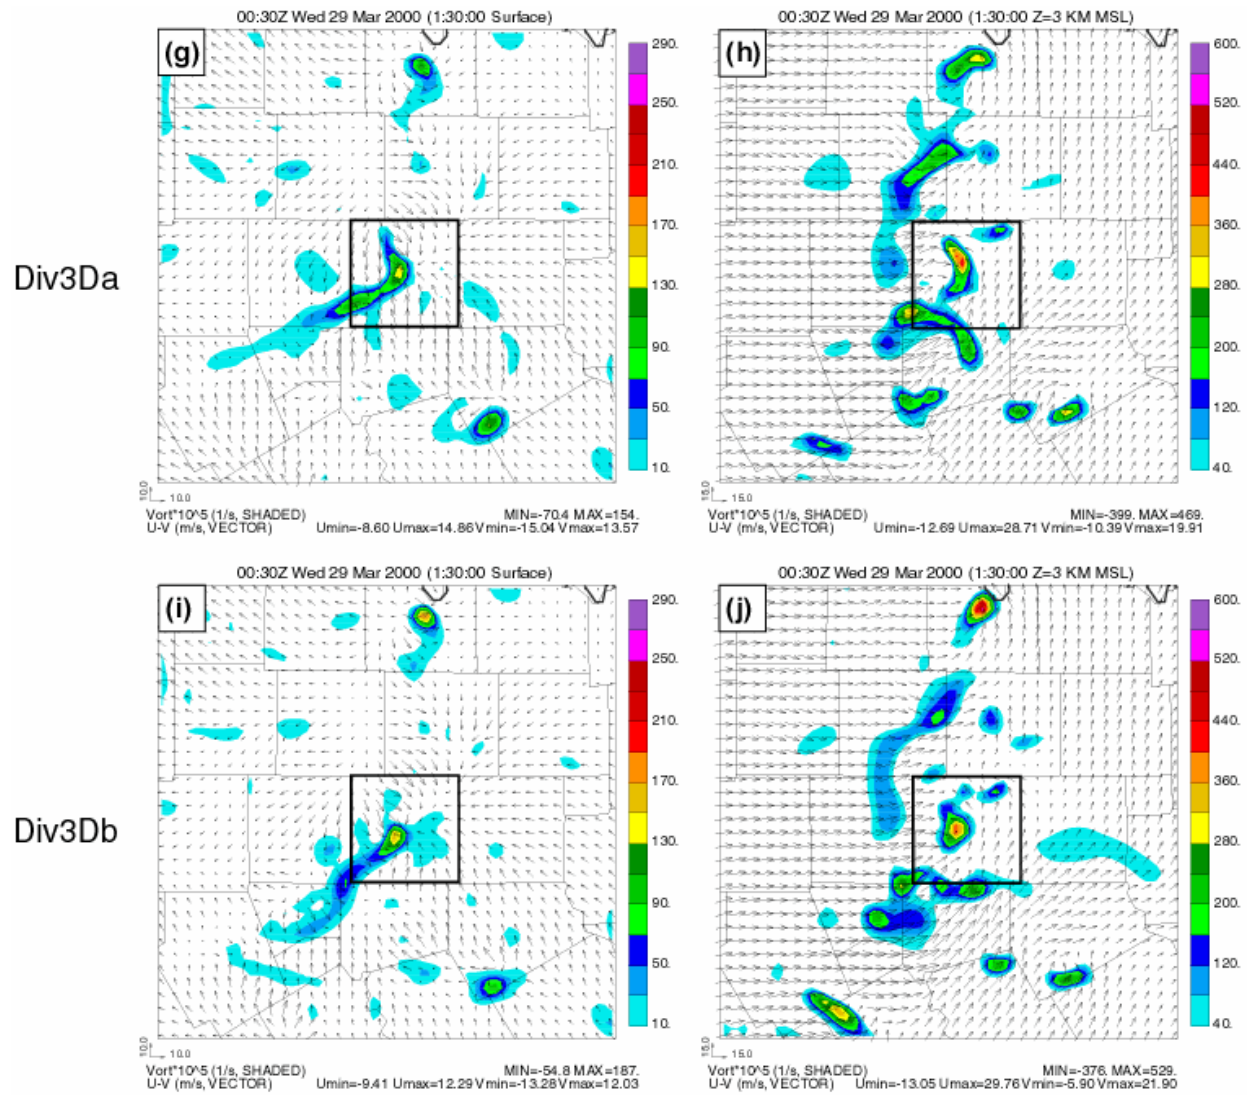 00:30Z Wed 29 Mar 2000 (1:30:00 Surface)
(g)
290.
250.
210.
170.
130.
90.
50.
10.
10.0
10.0
Vort*10^5 (1/s, SHADED)
U-V (m/s, VECTOR)
MIN=-70.4 MAX=154.
Umin=-8.60 Umax=14.86 Vmin=-15.04 Vmax=13.57
00:30Z Wed 29 Mar 2000 (1:30:00 Z=3 KM MSL)
(h)
600.
520.
440.
360.
280.
200.
120.
40.
15.0
15.0
Vort*10^5 (1/s, SHADED)
U-V (m/s, VECTOR)
MIN=-399. MAX=469.
Umin=-12.69 Umax=28.71 Vmin=-10.39 Vmax=19.91
Div3Da
00:30Z Wed 29 Mar 2000 (1:30:00 Surface)
(i)
290.
250.
210.
170.
130.
90.
50.
10.
10.0
10.0
Vort*10^5 (1/s, SHADED)
U-V (m/s, VECTOR)
MIN=-54.8 MAX=187.
Umin=-9.41 Umax=12.29 Vmin=-13.28 Vmax=12.03
00:30Z Wed 29 Mar 2000 (1:30:00 Z=3 KM MSL)
(j)
600.
520.
440.
360.
280.
200.
120.
40.
15.0
15.0
Vort*10^5 (1/s, SHADED)
U-V (m/s, VECTOR)
MIN=-376. MAX=529.
Umin=-13.05 Umax=29.76 Vmin=-5.90 Vmax=21.90
Div3Db